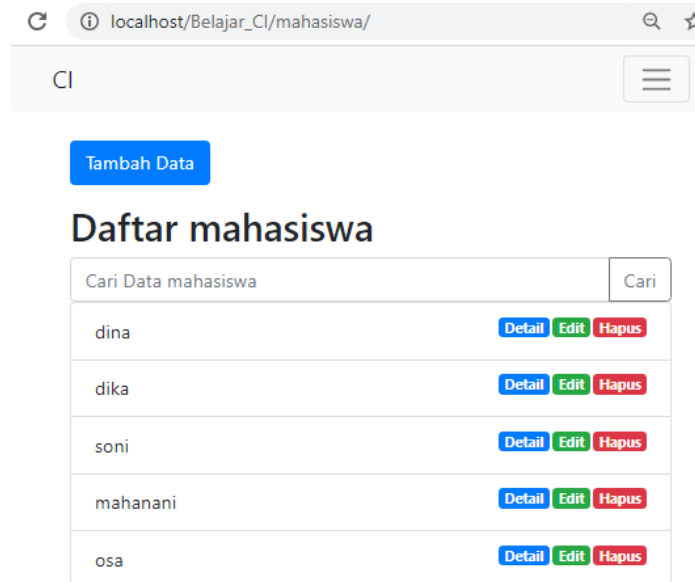 localhost/Belajar_CI/mahasiswa/
CI
Tambah Data
Daftar mahasiswa
Cari Data mahasiswa Cari
dina Detail Edit Hapus
dika Detail Edit Hapus
soni Detail Edit Hapus
mahanani Detail Edit Hapus
osa Detail Edit Hapus